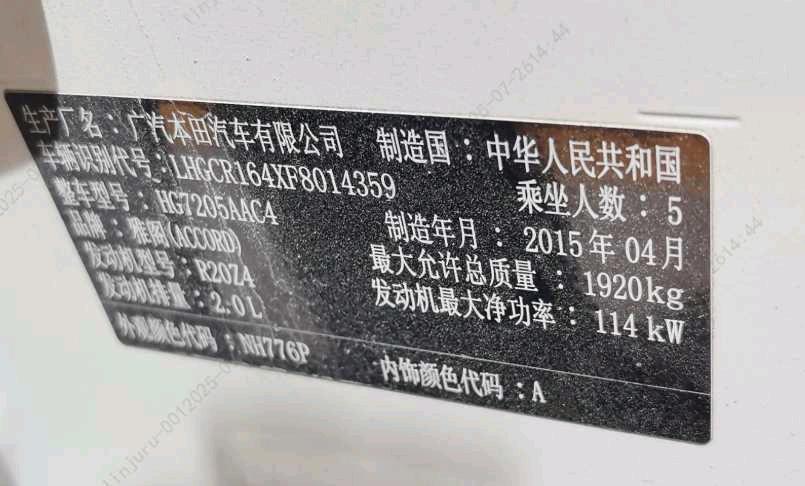 生产厂名：广汽本田汽车有限公司 制造国：中华人民共和国
车辆识别代号：LHGCR164XF8014359 乘坐人数：5
整车型号：HG7205AAC4 制造年月：2015年04月
品牌：雅阁(ACCORD) 最大允许总质量：1920kg
发动机型号：R20Z4 发动机最大净功率：114kW
发动机排量：2.0L
外观颜色代码：NH776P 内饰颜色代码：A